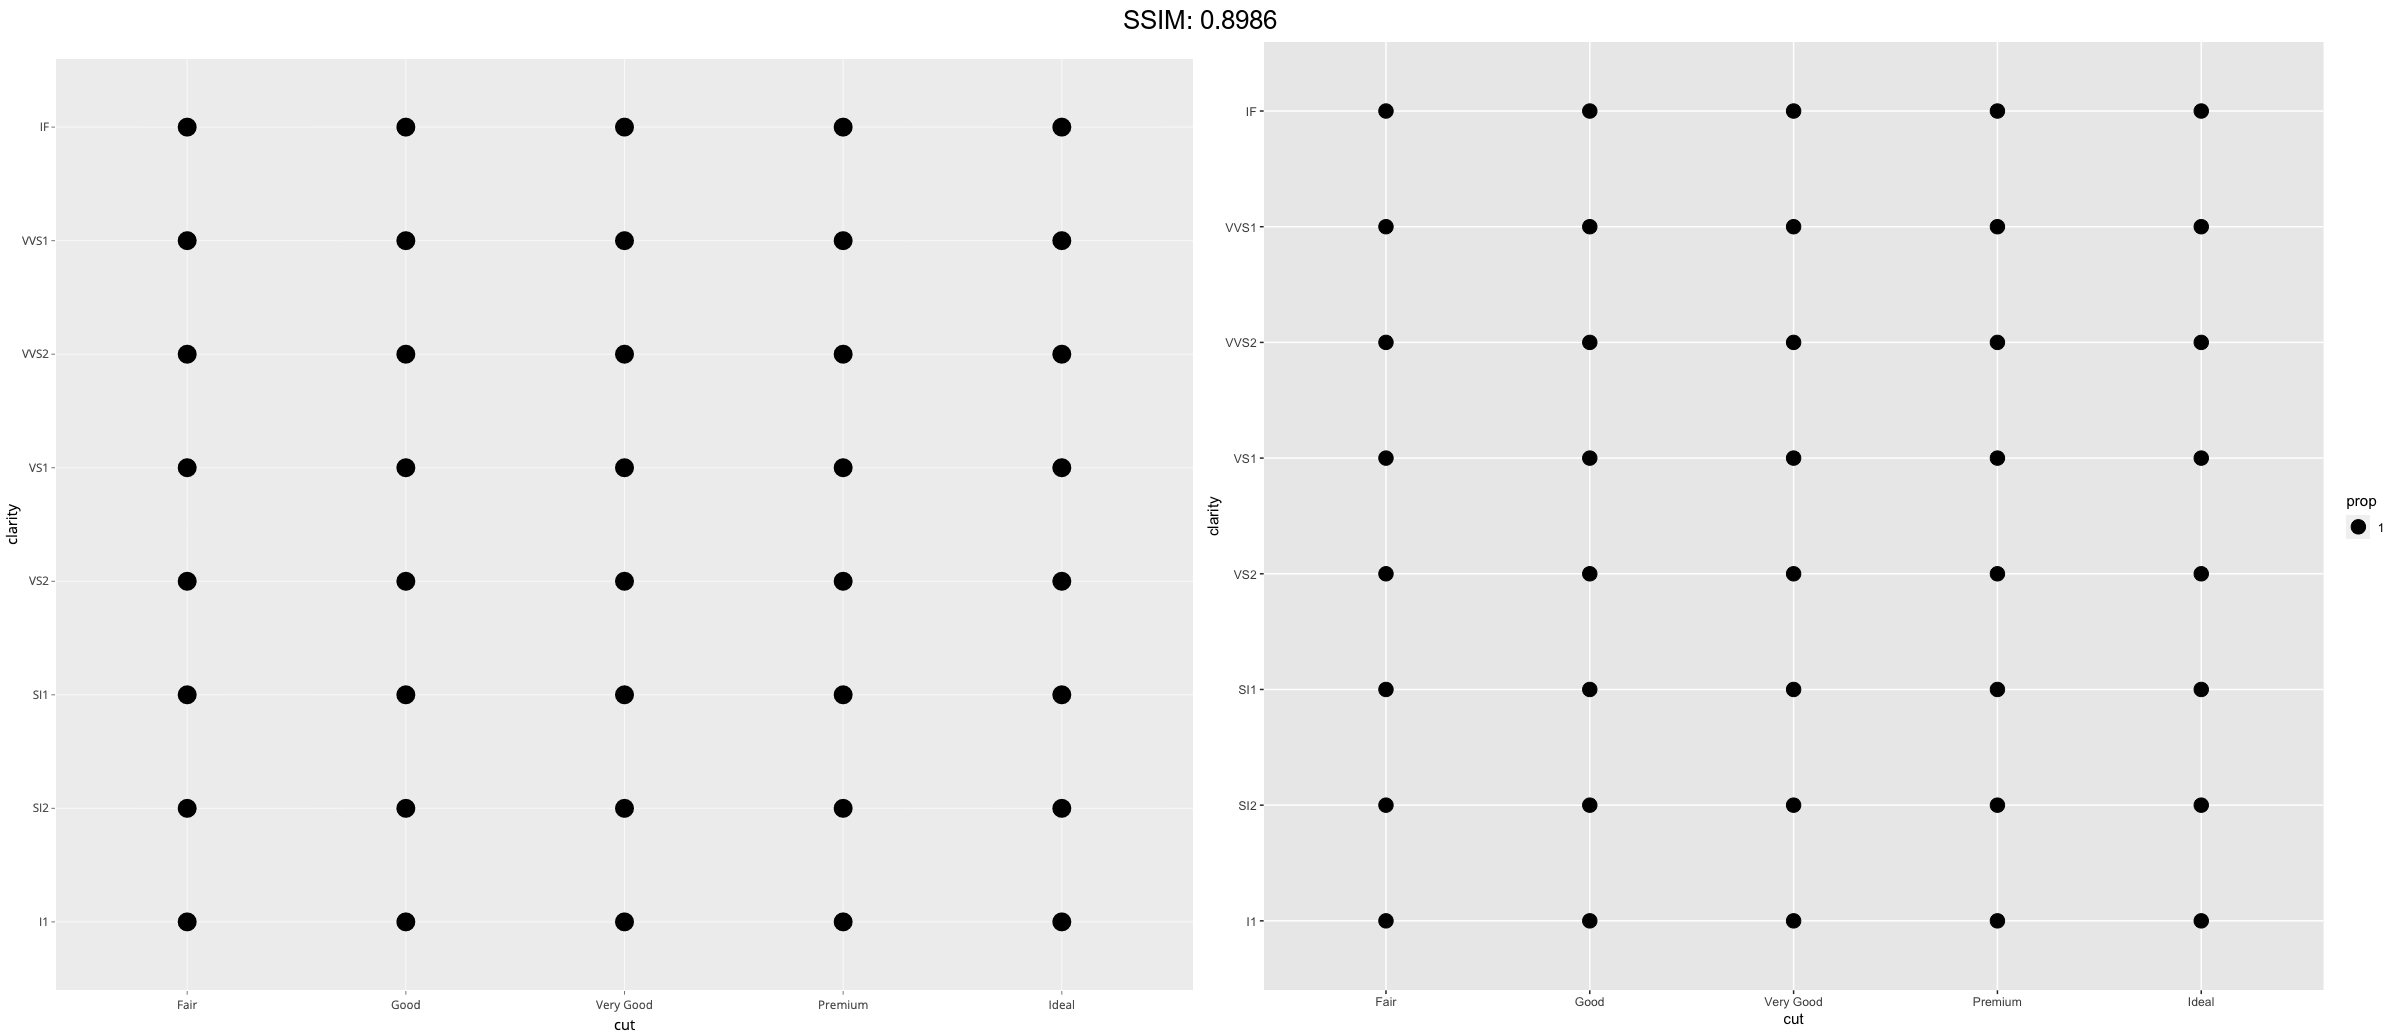 SSIM: 0.8986
IF
VVS1
VVS2
VS1
VS2
SI1
SI2
I1
clarity
Fair Good Very Good Premium Ideal
cut
IF
VVS1
VVS2
VS1
VS2
SI1
SI2
I1
clarity
Fair Good Very Good Premium Ideal
cut
prop
1